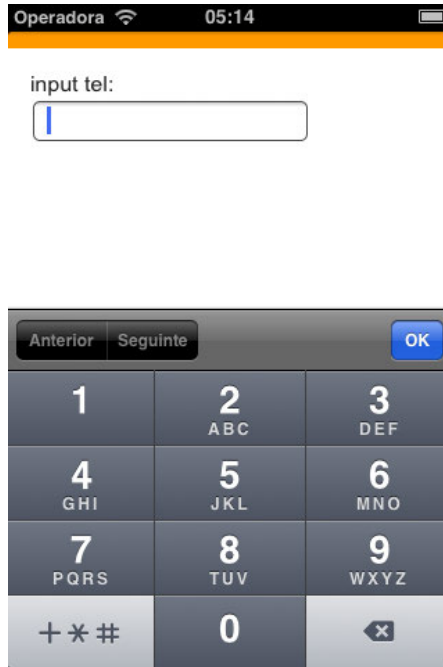 Operadora 05:14
input tel:
Anterior Seguinte OK
1 2 3
ABC DEF
4 5 6
GHI JKL MNO
7 8 9
PQRS TUV WXYZ
+*# 0